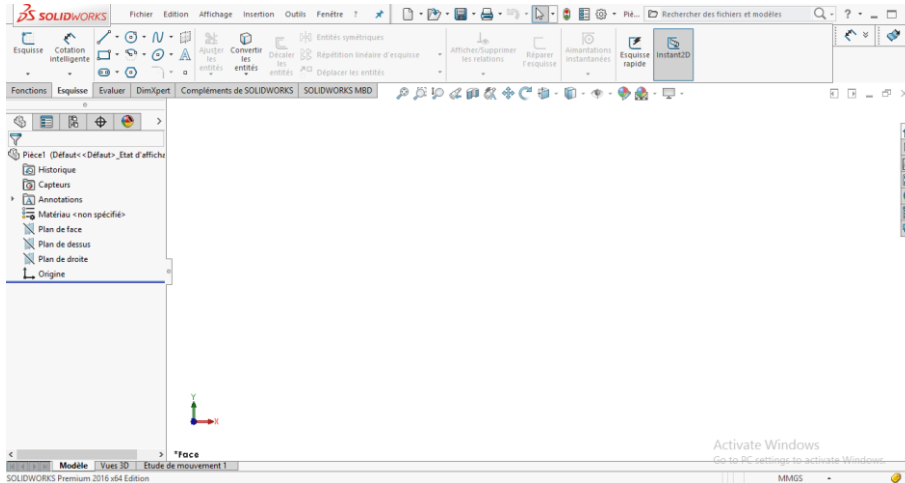 SOLIDWORKS Fichier Edition Affichage Insertion Outils Fenêtre ? Piè... Rechercher des fichiers et modèles ?
Esquisse
Cotation intelligente
Ajuster les entités
Convertir les entités
Décaler les entités
Entités symétriques
Répétition linéaire d'esquisse
Déplacer les entités
Afficher/Supprimer les relations
Réparer l'esquisse
Aimantations instantanées
Esquisse rapide
Instant2D
Fonctions Esquisse Evaluer DimXpert Compléments de SOLIDWORKS SOLIDWORKS MBD
Pièce1 (Défaut<<Défaut>_Etat d'affiche
Historique
Capteurs
Annotations
Matériau <non spécifié>
Plan de face
Plan de dessus
Plan de droite
Origine
Y
X
*Face
Activate Windows
Go to PC settings to activate Windows.
Modèle Vues 3D Etude de mouvement 1
SOLIDWORKS Premium 2016 x64 Edition MMGS